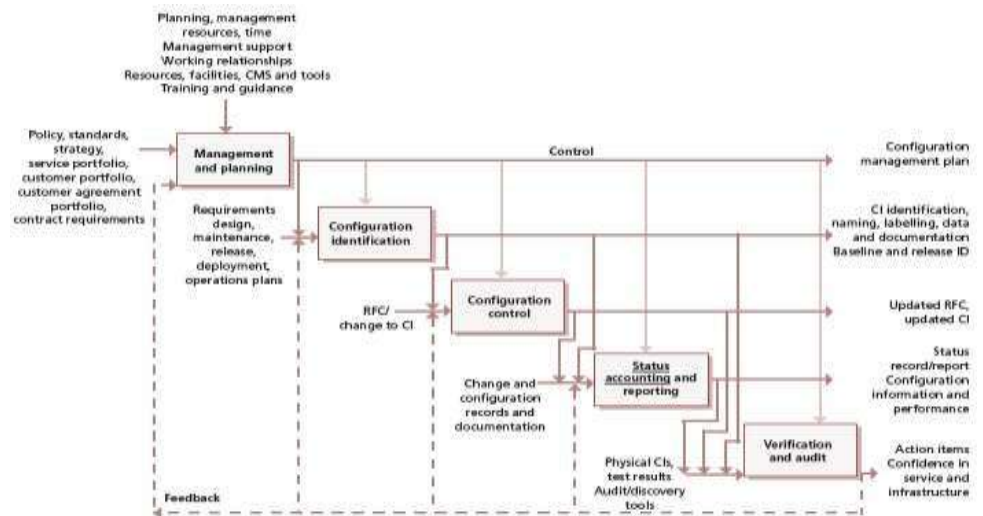 Planning, management
resources, time
Management support
Working relationships
Resources, facilities, CMS and tools
Training and guidance
Policy, standards,
strategy,
service portfolio,
customer portfolio,
customer agreement
portfolio,
contract requirements
Management
and planning
Control
Configuration
management plan
Requirements
design,
maintenance,
release,
deployment,
operations plans
Configuration
identification
CI identification,
naming, labelling, data
and documentation
Baseline and release ID
RFC/
change to CI
Configuration
control
Updated RFC,
updated CI
Change and
configuration
records and
documentation
Status
accounting and
reporting
Status
record/report
Configuration
information and
performance
Physical CIs,
test results
Audit/discovery
tools
Verification
and audit
Action items
Confidence in
service and
infrastructure
Feedback